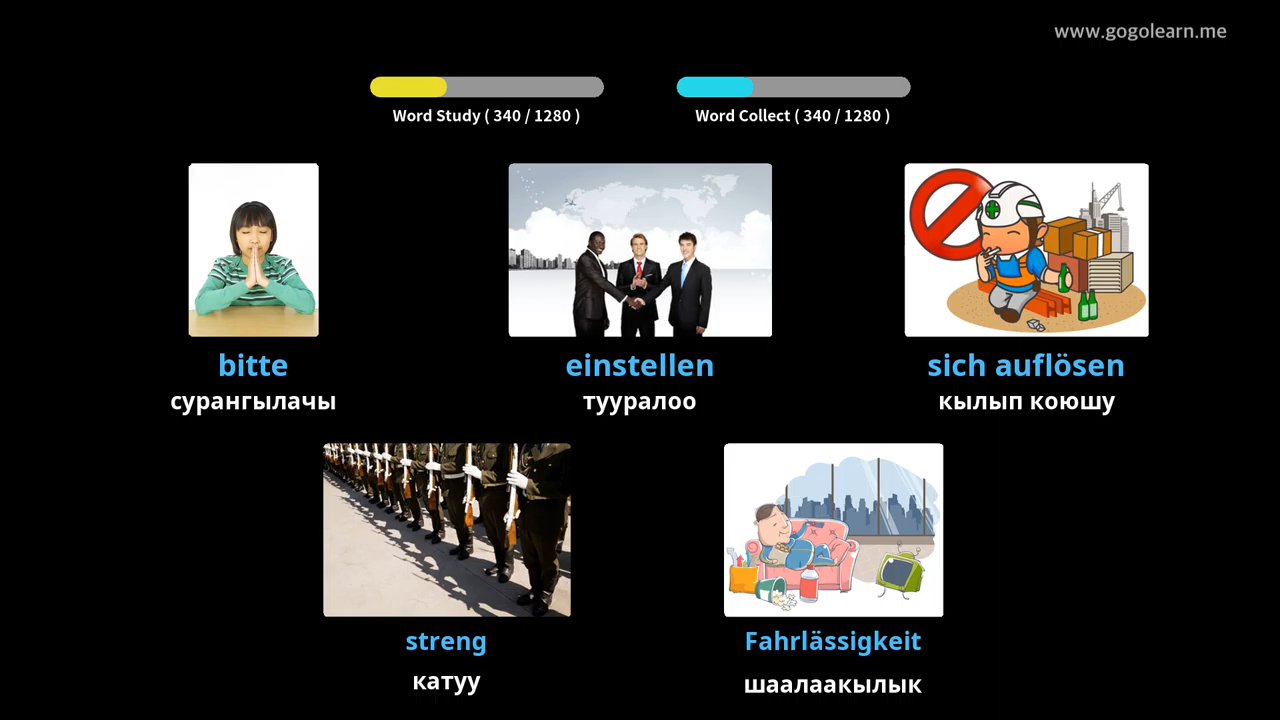 www.gogolearn.me
Word Study ( 340 / 1280 )
Word Collect ( 340 / 1280 )
bitte
сурангылачы
einstellen
тууралоо
sich auflösen
кылып коюшу
streng
катуу
Fahrlässigkeit
шаалаакылык